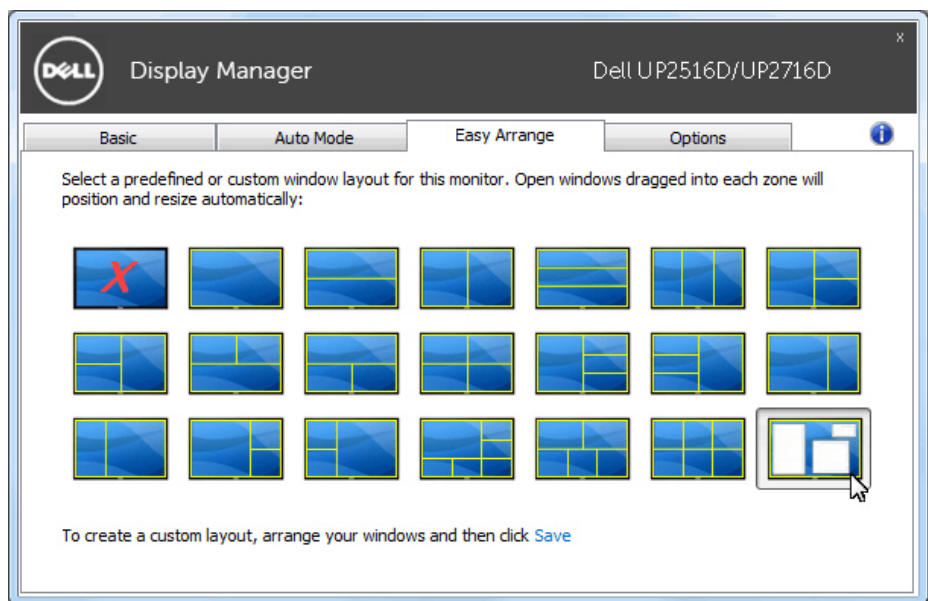 x
DELL
Display Manager
Dell UP2516D/UP2716D
Basic
Auto Mode
Easy Arrange
Options
i
Select a predefined or custom window layout for this monitor. Open windows dragged into each zone will
position and resize automatically:
X
To create a custom layout, arrange your windows and then click Save